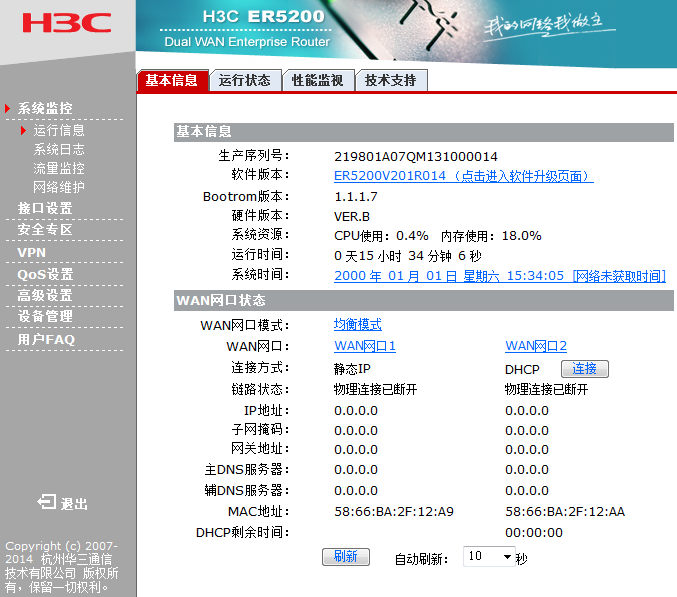 H3C
H3C ER5200
Dual WAN Enterprise Router
我的网络我做主
基本信息 运行状态 性能监视 技术支持
系统监控
运行信息
系统日志
流量监控
网络维护
接口设置
安全专区
VPN
QoS设置
高级设置
设备管理
用户FAQ
退出
Copyright (c) 2007-
2014 杭州华三通信
技术有限公司 版权所
有，保留一切权利。
基本信息
生产序列号： 219801A07QM131000014
软件版本： ER5200V201R014 （点击进入软件升级页面）
Bootrom版本： 1.1.1.7
硬件版本： VER.B
系统资源： CPU使用：0.4% 内存使用：18.0%
运行时间： 0 天15 小时 34 分钟 6 秒
系统时间： 2000 年 01 月 01 日 星期六 15:34:05 [网络未获取时间]
WAN网口状态
WAN网口模式： 均衡模式
WAN网口： WAN网口1 WAN网口2
连接方式： 静态IP DHCP 连接
链路状态： 物理连接已断开 物理连接已断开
IP地址： 0.0.0.0 0.0.0.0
子网掩码： 0.0.0.0 0.0.0.0
网关地址： 0.0.0.0 0.0.0.0
主DNS服务器： 0.0.0.0 0.0.0.0
辅DNS服务器： 0.0.0.0 0.0.0.0
MAC地址： 58:66:BA:2F:12:A9 58:66:BA:2F:12:AA
DHCP剩余时间： 00:00:00
刷新 自动刷新： 10 秒